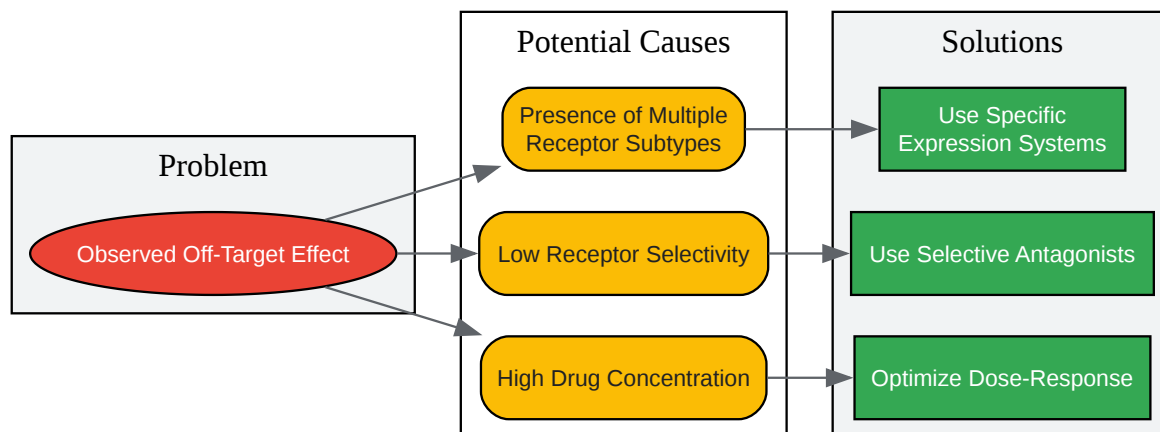 Problem
Observed Off-Target Effect
Potential Causes
Presence of Multiple
Receptor Subtypes
Low Receptor Selectivity
High Drug Concentration
Solutions
Use Specific
Expression Systems
Use Selective Antagonists
Optimize Dose-Response